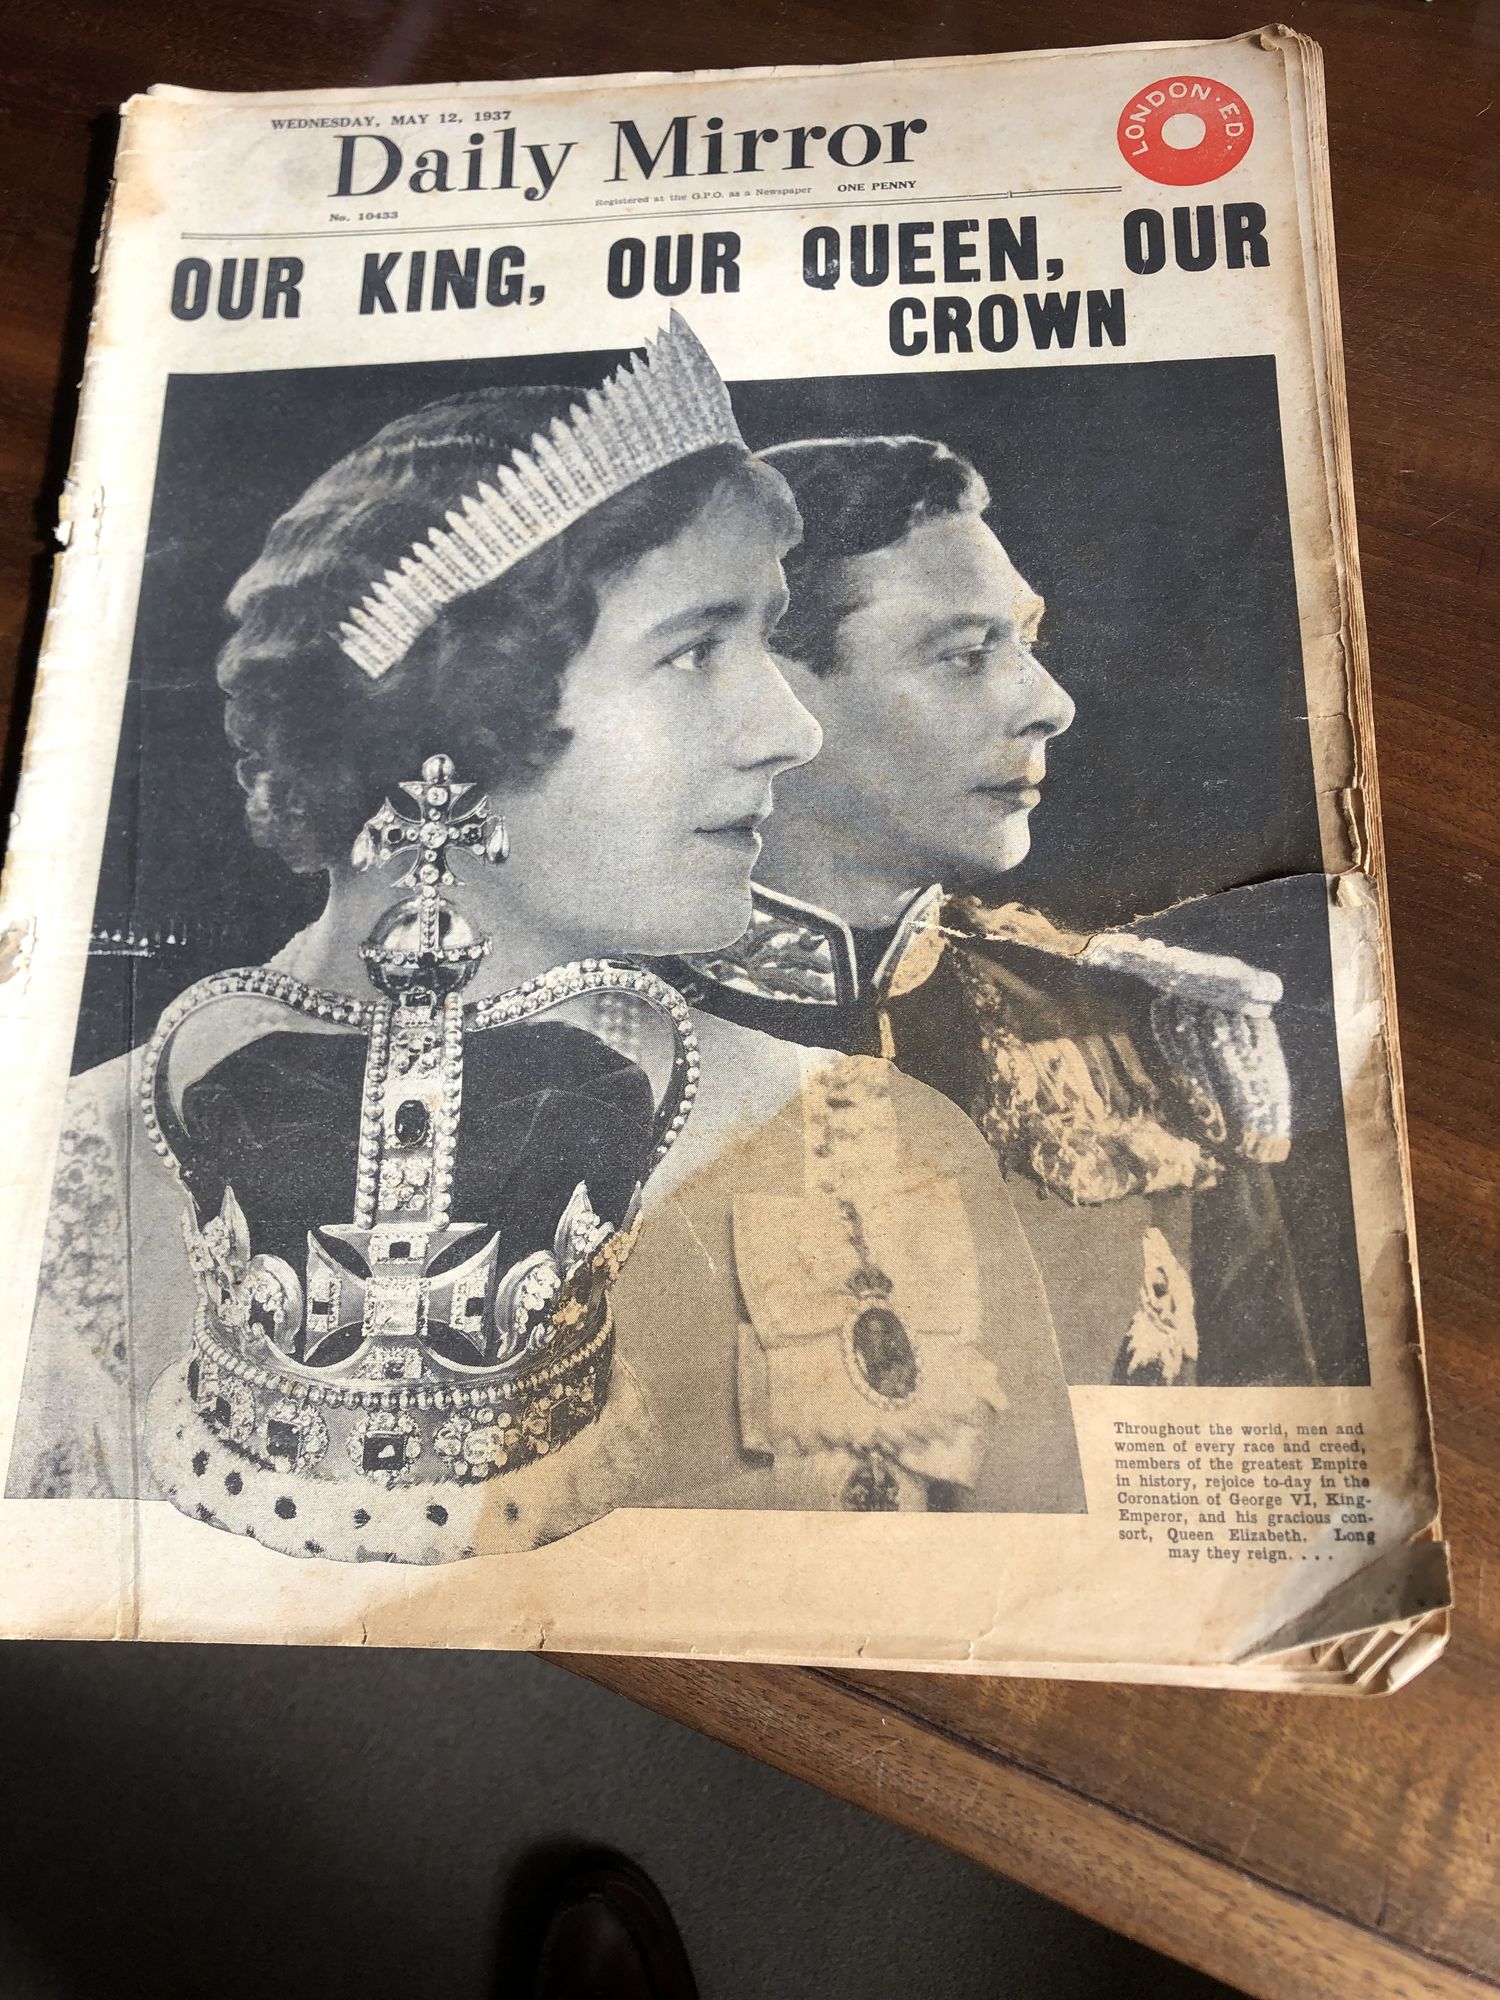 WEDNESDAY, MAY 12, 1937
Daily Mirror
LONDON·ED·
No. 10433
Registered at the G.P.O. as a Newspaper ONE PENNY
OUR KING, OUR QUEEN, OUR
CROWN
Throughout the world, men and
women of every race and creed,
members of the greatest Empire
in history, rejoice to-day in the
Coronation of George VI, King-
Emperor, and his gracious con-
sort, Queen Elizabeth. Long
may they reign. . . .